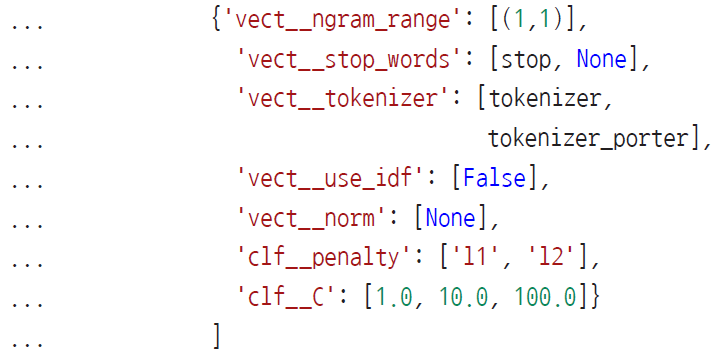 ...             {'vect__ngram_range': [(1,1)],
...               'vect__stop_words': [stop, None],
...               'vect__tokenizer': [tokenizer,
...                                   tokenizer_porter],
...               'vect__use_idf': [False],
...               'vect__norm': [None],
...               'clf__penalty': ['l1', 'l2'],
...               'clf__C': [1.0, 10.0, 100.0]}
...             ]